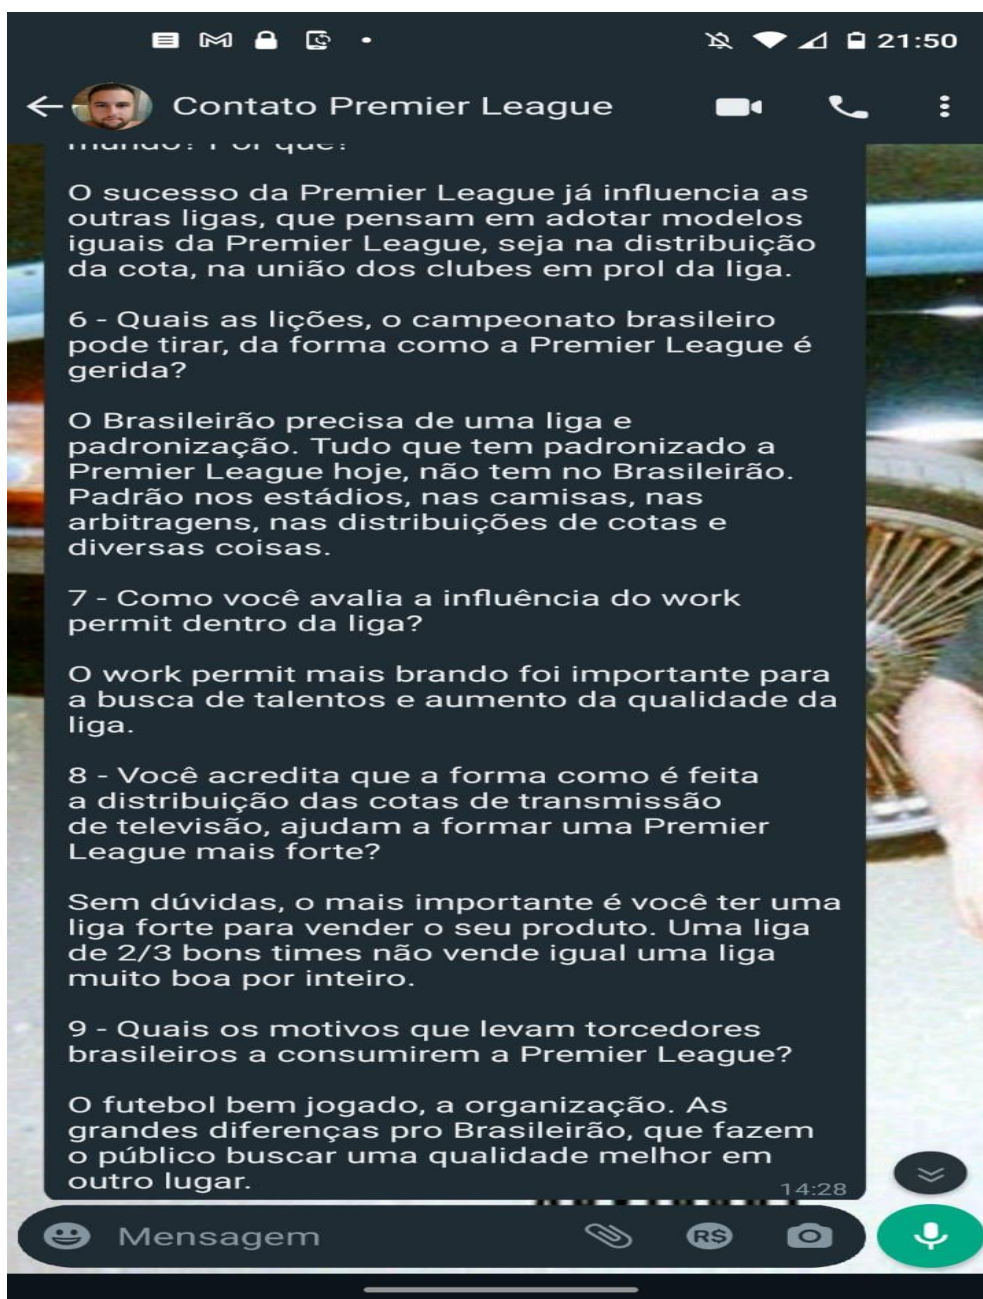 21:50
Contato Premier League
mundo? Por que?
O sucesso da Premier League já influencia as
outras ligas, que pensam em adotar modelos
iguais da Premier League, seja na distribuição
da cota, na união dos clubes em prol da liga.
6 - Quais as lições, o campeonato brasileiro
pode tirar, da forma como a Premier League é
gerida?
O Brasileirão precisa de uma liga e
padronização. Tudo que tem padronizado a
Premier League hoje, não tem no Brasileirão.
Padrão nos estádios, nas camisas, nas
arbitragens, nas distribuições de cotas e
diversas coisas.
7 - Como você avalia a influência do work
permit dentro da liga?
O work permit mais brando foi importante para
a busca de talentos e aumento da qualidade da
liga.
8 - Você acredita que a forma como é feita
a distribuição das cotas de transmissão
de televisão, ajudam a formar uma Premier
League mais forte?
Sem dúvidas, o mais importante é você ter uma
liga forte para vender o seu produto. Uma liga
de 2/3 bons times não vende igual uma liga
muito boa por inteiro.
9 - Quais os motivos que levam torcedores
brasileiros a consumirem a Premier League?
O futebol bem jogado, a organização. As
grandes diferenças pro Brasileirão, que fazem
o público buscar uma qualidade melhor em
outro lugar.
14:28
Mensagem
R$